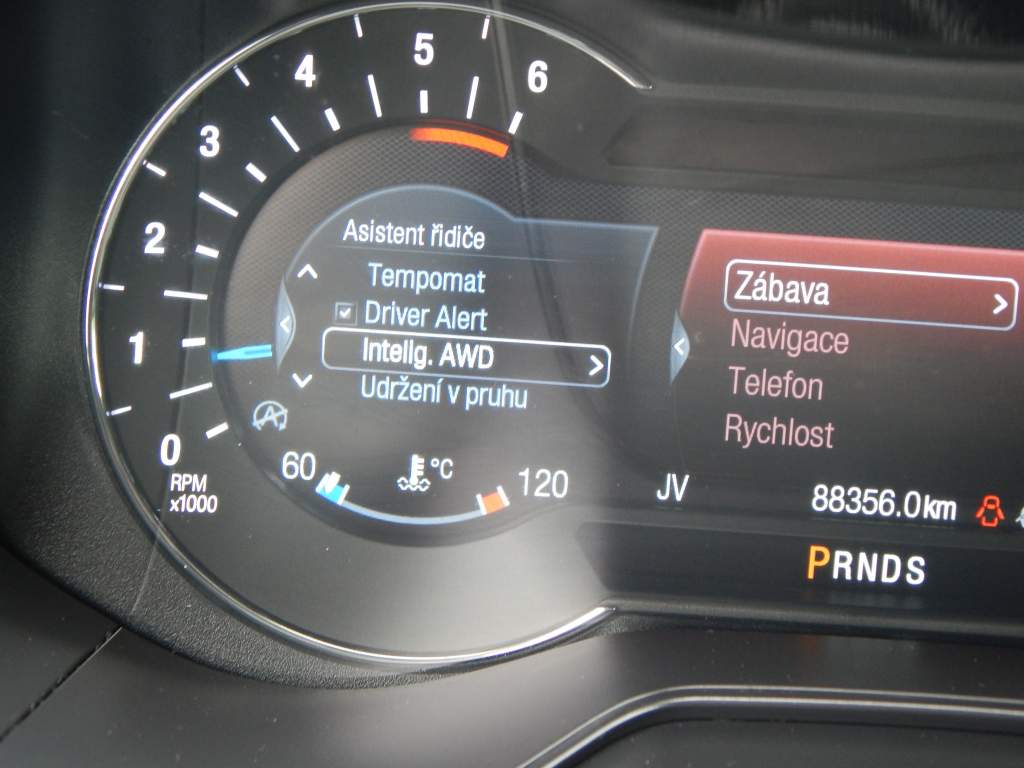 6
5
4
3
2
1
0
RPM
x1000
Asistent řidiče
Tempomat
Driver Alert
Intellg. AWD
Udržení v pruhu
60
°C
120
Zábava
Navigace
Telefon
Rychlost
JV
88356.0km
PRNDS